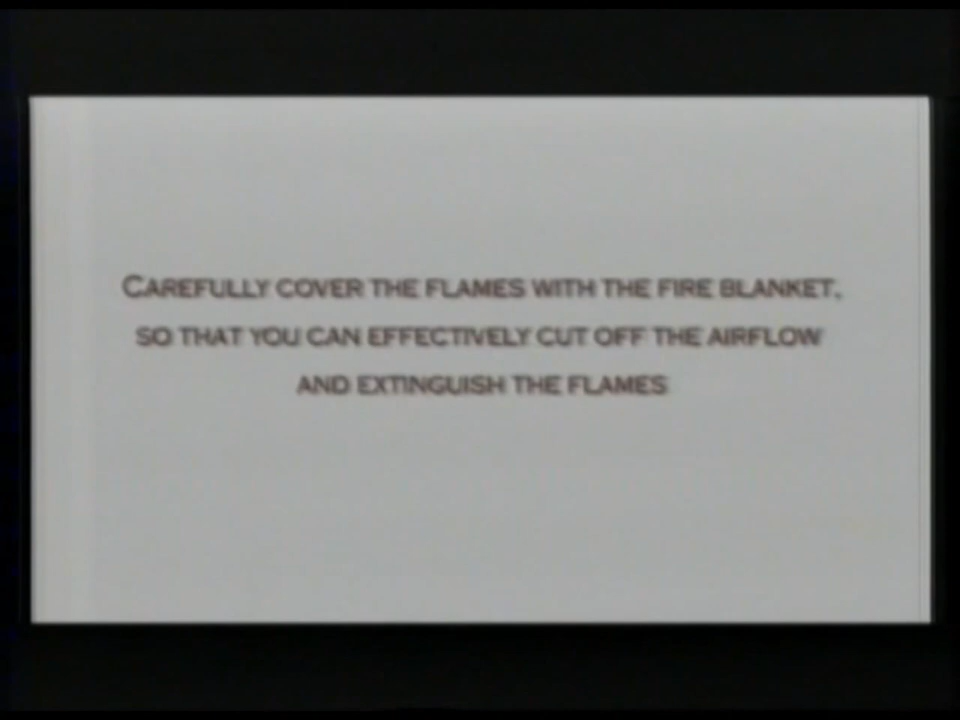 Carefully cover the flames with the fire blanket,
so that you can effectively cut off the airflow
and extinguish the flames